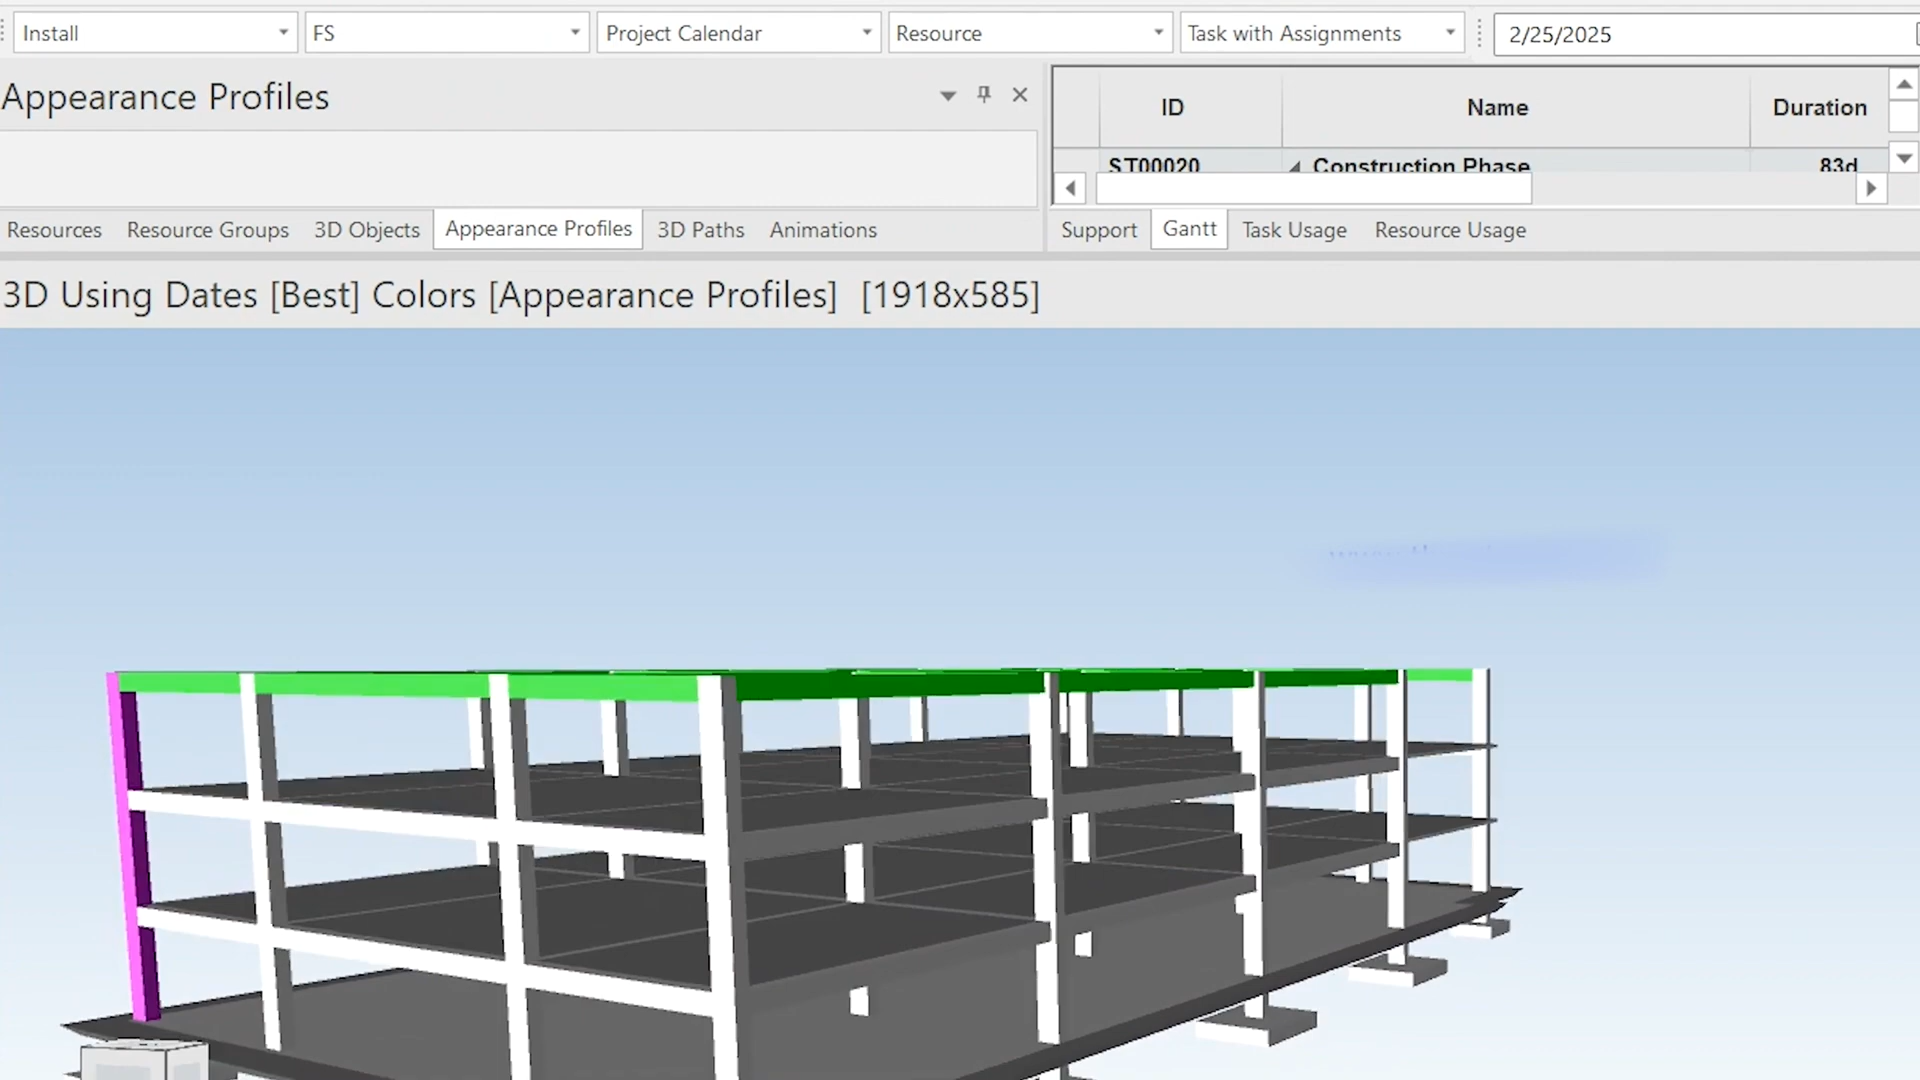 Install FS Project Calendar Resource Task with Assignments 2/25/2025
Appearance Profiles
ID Name Duration
ST00020 Construction Phase 83d
Resources Resource Groups 3D Objects Appearance Profiles 3D Paths Animations
Support Gantt Task Usage Resource Usage
3D Using Dates [Best] Colors [Appearance Profiles] [1918x585]